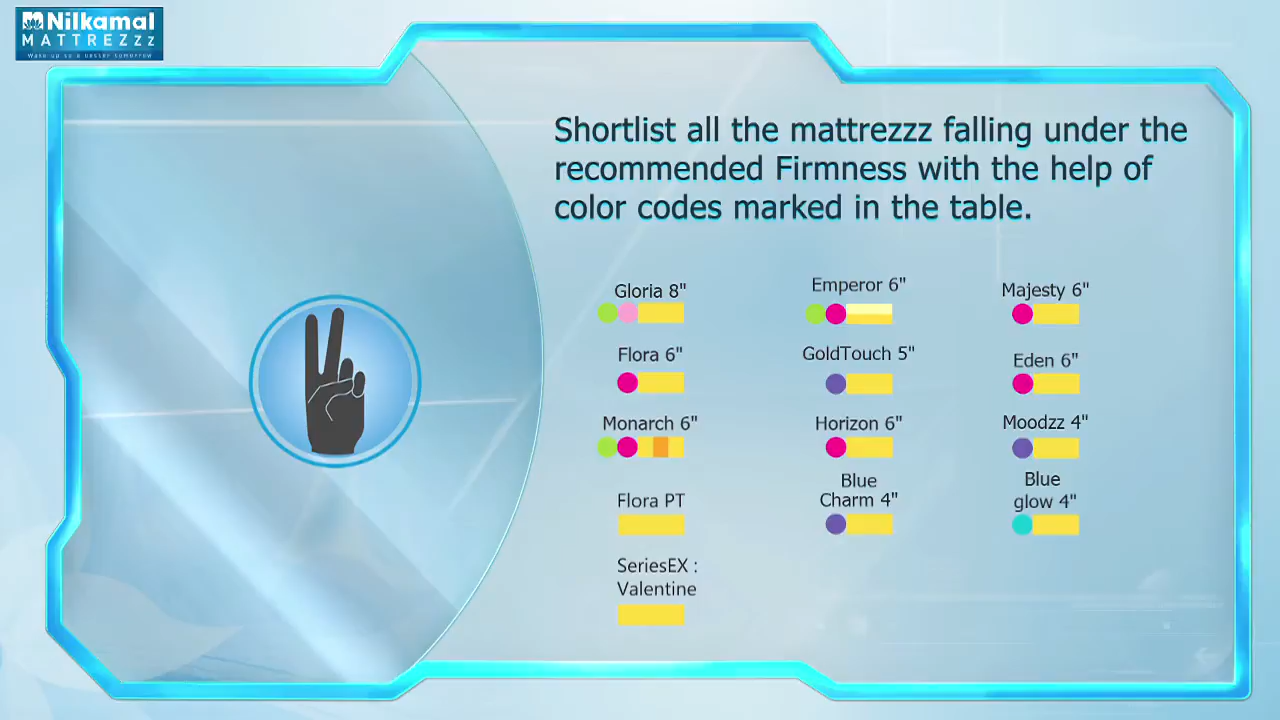 Nilkamal
MATTREZZZ
Shortlist all the mattrezzz falling under the
recommended Firmness with the help of
color codes marked in the table.
Gloria 8"
Emperor 6"
Majesty 6"
Flora 6"
GoldTouch 5"
Eden 6"
Monarch 6"
Horizon 6"
Moodzz 4"
Flora PT
Blue
Charm 4"
Blue
glow 4"
SeriesEX :
Valentine